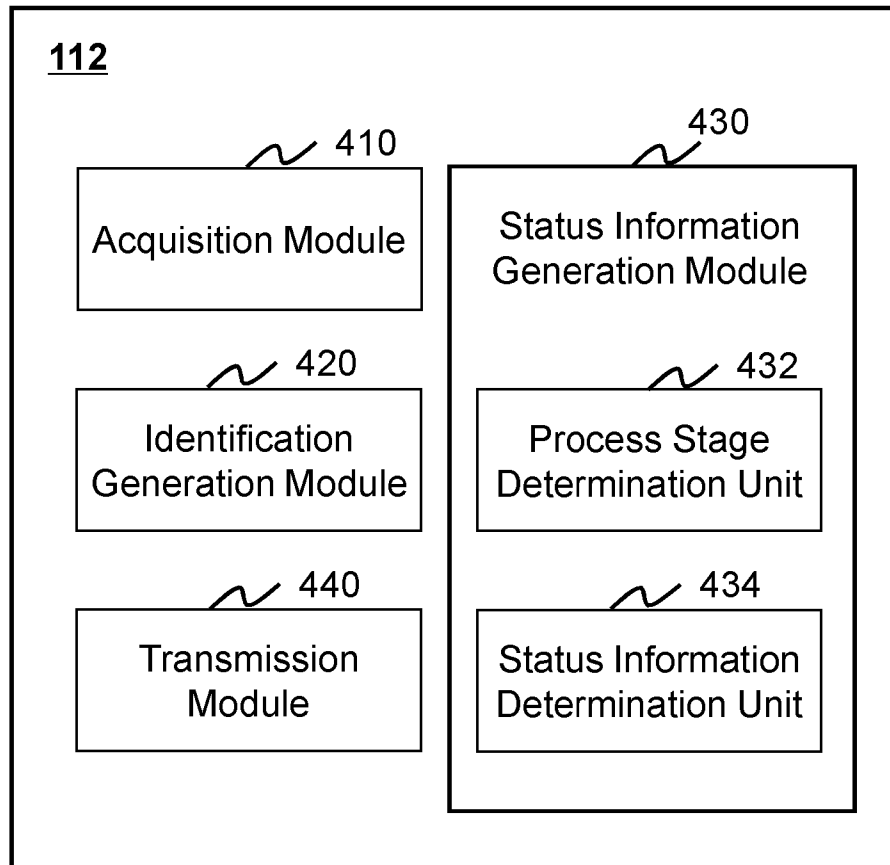 112
410
Acquisition Module
420
Identification
Generation Module
440
Transmission
Module
430
Status Information
Generation Module
432
Process Stage
Determination Unit
434
Status Information
Determination Unit